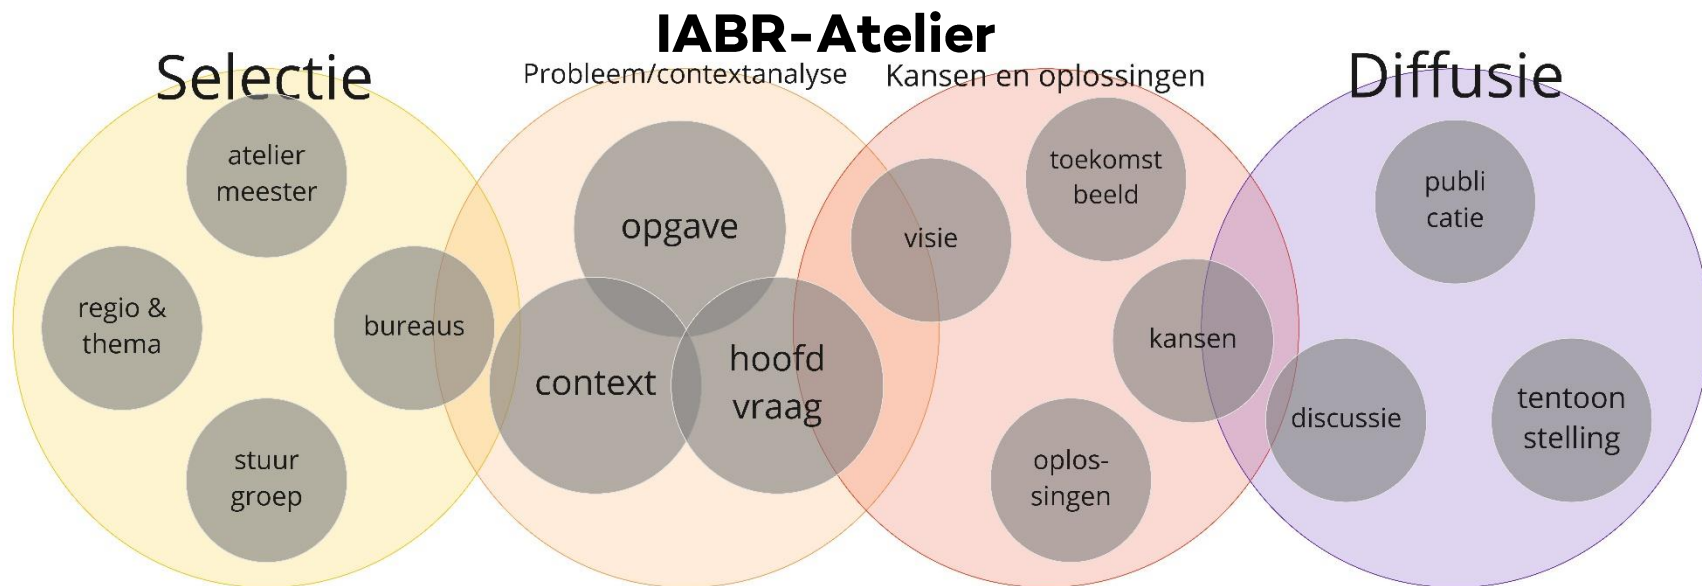 IABR-Atelier
Selectie
Probleem/contextanalyse
Kansen en oplossingen
Diffusie
atelier
meester
regio &
thema
bureaus
stuur
groep
opgave
context
hoofd
vraag
visie
toekomst
beeld
kansen
oplos-
singen
publi
catie
discussie
tentoon
stelling